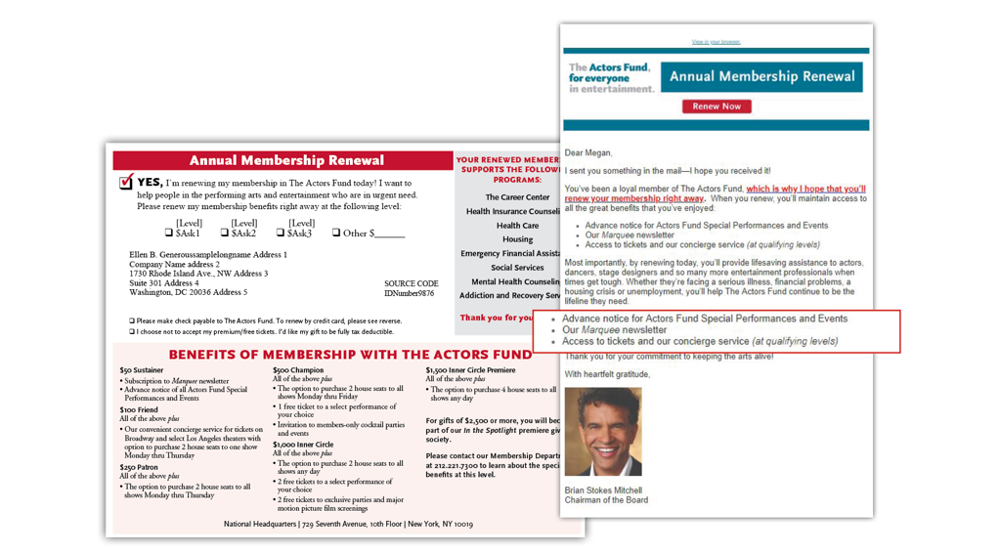 Annual Membership Renewal
YES, I'm renewing my membership in The Actors Fund today! I want to
help people in the performing arts and entertainment who are in urgent need.
Please renew my membership benefits right away at the following level:
[Level] [Level] [Level]
$Ask1 $Ask2 $Ask3 Other $______
Ellen B. Generoussamplelongname Address 1
Company Name address 2
1730 Rhode Island Ave., NW Address 3
Suite 301 Address 4
Washington, DC 20036 Address 5
SOURCE CODE
IDNumber9876
Please make check payable to The Actors Fund. To renew by credit card, please see reverse.
I choose not to accept my premium/free tickets. I'd like my gift to be fully tax deductible.
YOUR RENEWED MEMBER
SUPPORTS THE FOLLOWI
PROGRAMS:
The Career Center
Health Insurance Counseli
Health Care
Housing
Emergency Financial Assista
Social Services
Mental Health Counselin
Addiction and Recovery Serv
Thank you for you
BENEFITS OF MEMBERSHIP WITH THE ACTORS FUND
$50 Sustainer
• Subscription to Marquee newsletter
• Advance notice of all Actors Fund Special
Performances and Events
$100 Friend
All of the above plus
• Our convenient concierge service for tickets on
Broadway and select Los Angeles theaters with
option to purchase 2 house seats to one show
Monday thru Thursday
$250 Patron
All of the above plus
• The option to purchase 2 house seats to all
shows Monday thru Thursday
$500 Champion
All of the above plus
• The option to purchase 2 house seats to all
shows Monday thru Friday
• 1 free ticket to a select performance of
your choice
• Invitation to members-only cocktail parties
and events
$1,000 Inner Circle
All of the above plus
• The option to purchase 2 house seats to all
shows any day
• 2 free tickets to a select performance of
your choice
• 2 free tickets to exclusive parties and major
motion picture film screenings
$1,500 Inner Circle Premiere
All of the above plus
• The option to purchase 4 house seats to all
shows any day
For gifts of $2,500 or more, you will bec
part of our In the Spotlight premiere giv
society.
Please contact our Membership Departm
at 212.221.7300 to learn about the speci
benefits at this level.
National Headquarters | 729 Seventh Avenue, 10th Floor | New York, NY 10019
View in your browser.
The Actors Fund,
for everyone
in entertainment.
Annual Membership Renewal
Renew Now
Dear Megan,
I sent you something in the mail—I hope you received it!
You've been a loyal member of The Actors Fund, which is why I hope that you'll
renew your membership right away. When you renew, you'll maintain access to
all the great benefits that you've enjoyed:
• Advance notice for Actors Fund Special Performances and Events
• Our Marquee newsletter
• Access to tickets and our concierge service (at qualifying levels)
Most importantly, by renewing today, you'll provide lifesaving assistance to actors,
dancers, stage designers and so many more entertainment professionals when
times get tough. Whether they're facing a serious illness, financial problems, a
housing crisis or unemployment, you'll help The Actors Fund continue to be the
lifeline they need.
• Advance notice for Actors Fund Special Performances and Events
• Our Marquee newsletter
• Access to tickets and our concierge service (at qualifying levels)
Thank you for your commitment to keeping the arts alive!
With heartfelt gratitude,
Brian Stokes Mitchell
Chairman of the Board